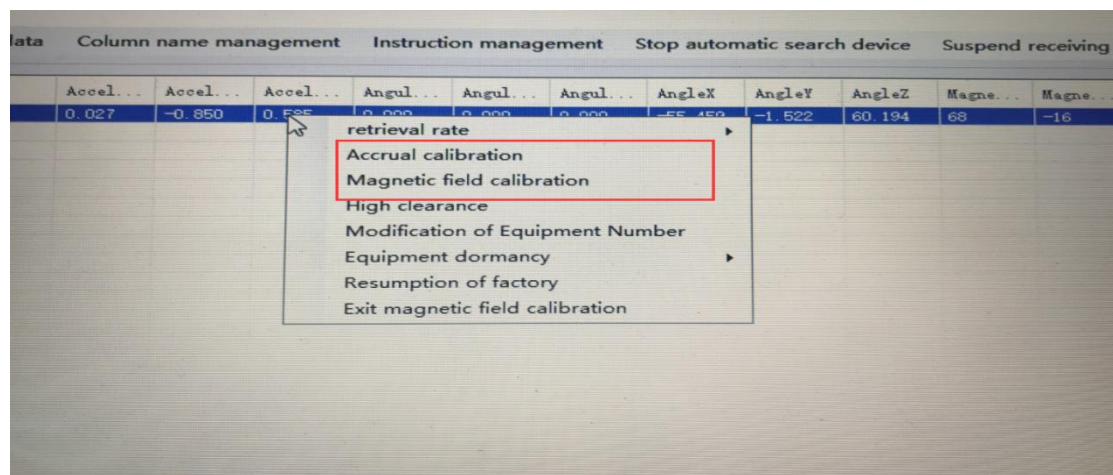 data Column name management Instruction management Stop automatic search device Suspend receiving
Accel... Accel... Accel... Angul... Angul... Angul... AngleX AngleY AngleZ Magne... Magne...
0.027 -0.850 -1.522 60.194 68 -16
retrieval rate
Accrual calibration
Magnetic field calibration
High clearance
Modification of Equipment Number
Equipment dormancy
Resumption of factory
Exit magnetic field calibration